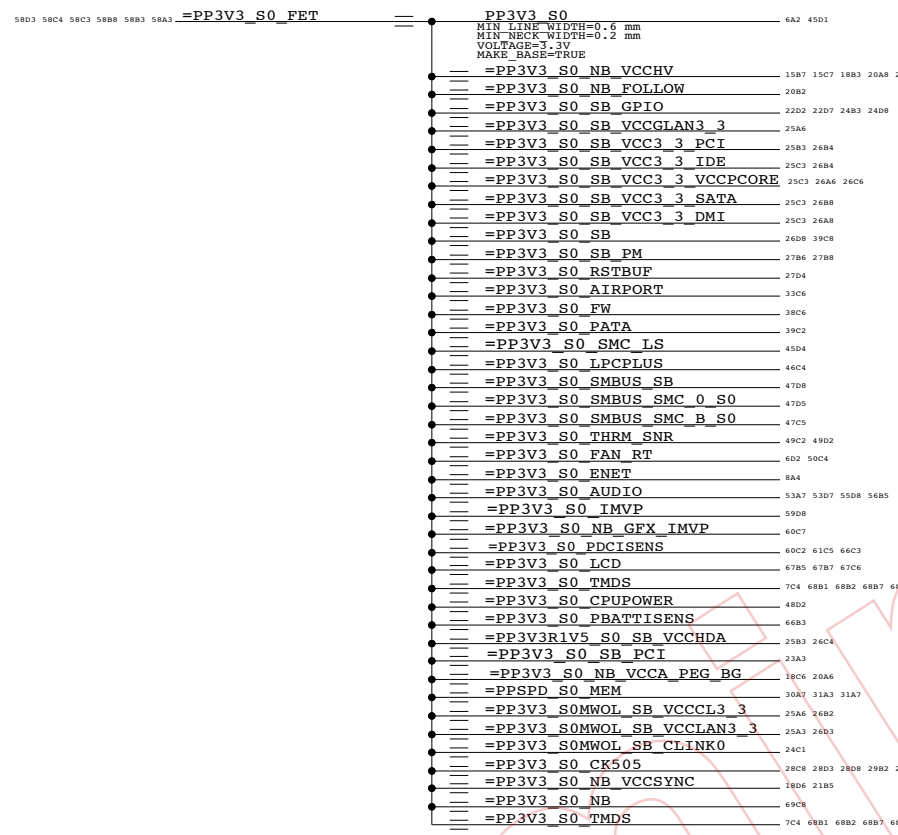 58D3 58C4 58C3 58B8 58B3 58A3 =PP3V3_S0_FET PP3V3_S0 6A2 45D1
MIN_LINE_WIDTH=0.6 mm
MIN_NECK_WIDTH=0.2 mm
VOLTAGE=3.3V
MAKE_BASE=TRUE
=PP3V3_S0_NB_VCCHV 15B7 15C7 18B3 20A8 2
=PP3V3_S0_NB_FOLLOW 20B2
=PP3V3_S0_SB_GPIO 22D2 22D7 24B3 24D8
=PP3V3_S0_SB_VCCGLAN3_3 25A6
=PP3V3_S0_SB_VCC3_3_PCI 25B3 26B4
=PP3V3_S0_SB_VCC3_3_IDE 25C3 26B4
=PP3V3_S0_SB_VCC3_3_VCCPCORE 25C3 26A6 26C6
=PP3V3_S0_SB_VCC3_3_SATA 25C3 26B8
=PP3V3_S0_SB_VCC3_3_DMI 25C3 26A8
=PP3V3_S0_SB 26D8 39C8
=PP3V3_S0_SB_PM 27B6 27B8
=PP3V3_S0_RSTBUF 27D4
=PP3V3_S0_AIRPORT 33C6
=PP3V3_S0_FW 38C6
=PP3V3_S0_PATA 39C2
=PP3V3_S0_SMC_LS 45D4
=PP3V3_S0_LPCPLUS 46C4
=PP3V3_S0_SMBUS_SB 47D8
=PP3V3_S0_SMBUS_SMC_0_S0 47D5
=PP3V3_S0_SMBUS_SMC_B_S0 47C5
=PP3V3_S0_THRM_SNR 49C2 49D2
=PP3V3_S0_FAN_RT 6D2 50C4
=PP3V3_S0_ENET 8A4
=PP3V3_S0_AUDIO 53A7 53D7 55D8 56B5
=PP3V3_S0_IMVP 59D8
=PP3V3_S0_NB_GFX_IMVP 60C7
=PP3V3_S0_PDCISENS 60C2 61C5 66C3
=PP3V3_S0_LCD 67B5 67B7 67C6
=PP3V3_S0_TMDS 7C4 68B1 68B2 68B7 68
=PP3V3_S0_CPUPOWER 48D2
=PP3V3_S0_PBATTISENS 66B3
=PP3V3R1V5_S0_SB_VCCHDA 25B3 26C4
=PP3V3_S0_SB_PCI 23A3
=PP3V3_S0_NB_VCCA_PEG_BG 18C6 20A6
=PPSPD_S0_MEM 30A7 31A3 31A7
=PP3V3_S0MWOL_SB_VCCCL3_3 25A6 26B2
=PP3V3_S0MWOL_SB_VCCLAN3_3 25A3 26D3
=PP3V3_S0MWOL_SB_CLINK0 24C1
=PP3V3_S0_CK505 28C8 28D3 28D8 29B2 2
=PP3V3_S0_NB_VCCSYNC 18D6 21B5
=PP3V3_S0_NB 69C8
=PP3V3_S0_TMDS 7C4 68B1 68B2 68B7 68